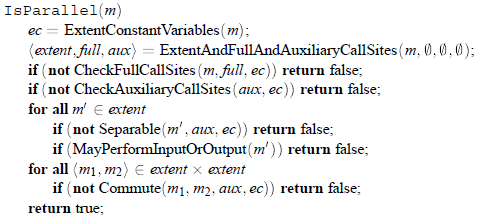 IsParallel(m)
ec = ExtentConstantVariables(m);
⟨extent, full, aux⟩ = ExtentAndFullAndAuxiliaryCallSites(m, ∅, ∅, ∅);
if (not CheckFullCallSites(m, full, ec)) return false;
if (not CheckAuxiliaryCallSites(aux, ec)) return false;
for all m′ ∈ extent
if (not Separable(m′, aux, ec)) return false;
if (MayPerformInputOrOutput(m′)) return false;
for all ⟨m₁, m₂⟩ ∈ extent × extent
if (not Commute(m₁, m₂, aux, ec)) return false;
return true;